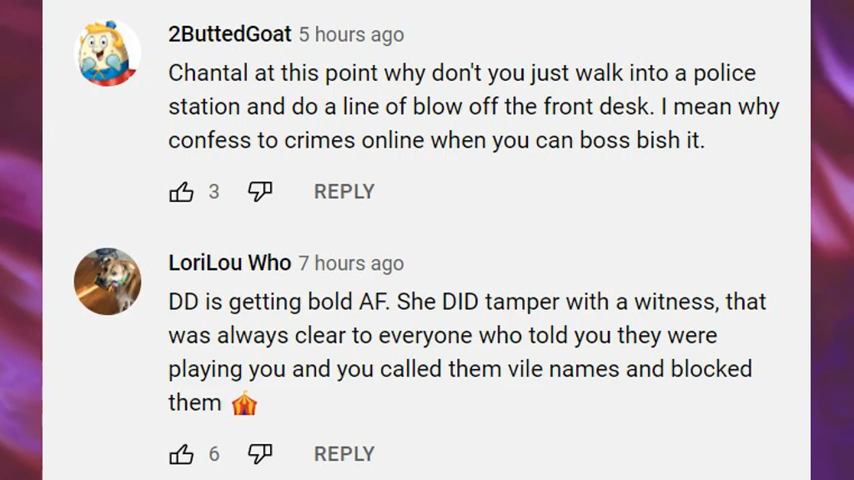 2ButtedGoat 5 hours ago
Chantal at this point why don't you just walk into a police
station and do a line of blow off the front desk. I mean why
confess to crimes online when you can boss bish it.
3 REPLY
LoriLou Who 7 hours ago
DD is getting bold AF. She DID tamper with a witness, that
was always clear to everyone who told you they were
playing you and you called them vile names and blocked
them 🎪
6 REPLY